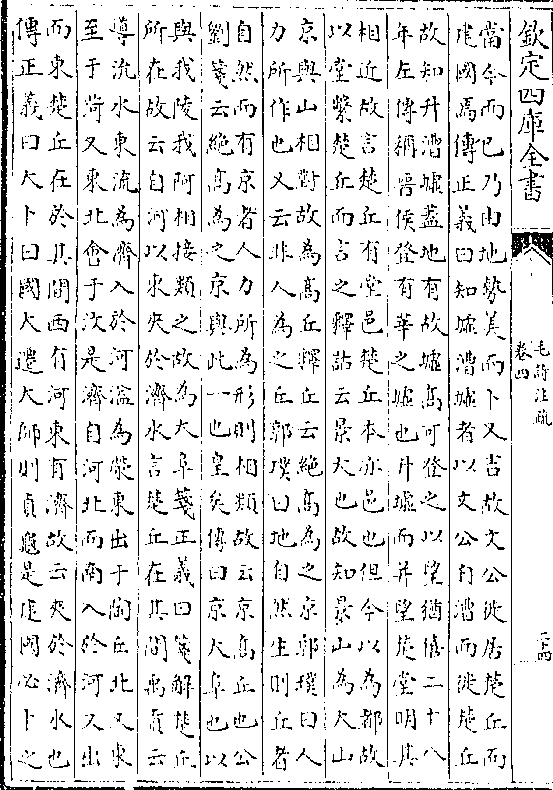 欽定四庫全書
毛詩注疏
卷四
二十四
當今而已乃由地勢美而卜又吉故文公徙居楚丘而
建國焉傳正義曰知墟漕墟者以文公自漕而徙楚丘
故知升漕墟蓋地有故墟高可登之以望猶僖二十八
年左傳稱晉侯登有莘之墟也升墟而并望楚堂明其
相近故言楚丘有堂邑楚丘本亦邑也但今以為都故
以堂繫楚丘而言之釋詁云景大也故知景山為大山
京與山相對故為高丘釋丘云絶高為之京郭璞曰人
力所作也又云非人為之丘郭璞曰地自然生則丘者
自然而有京者人力所為形則相類故云京高丘也公
劉箋云絶高為之京與此一也皇矣傳曰京大阜也以
與我陵我阿相接類之故為大阜箋正義曰箋解楚丘
所在故云自河以東夾於濟水言楚丘在其間禹貢云
導沇水東流為濟入於河溢為滎東出于陶丘北又東
至于菏又東北會于汶是濟自河北而南入於河又出
而東楚丘在於其間西有河東有濟故云夾於濟水也
傳正義曰大卜曰國大遷大師則貞龜是建國必卜之